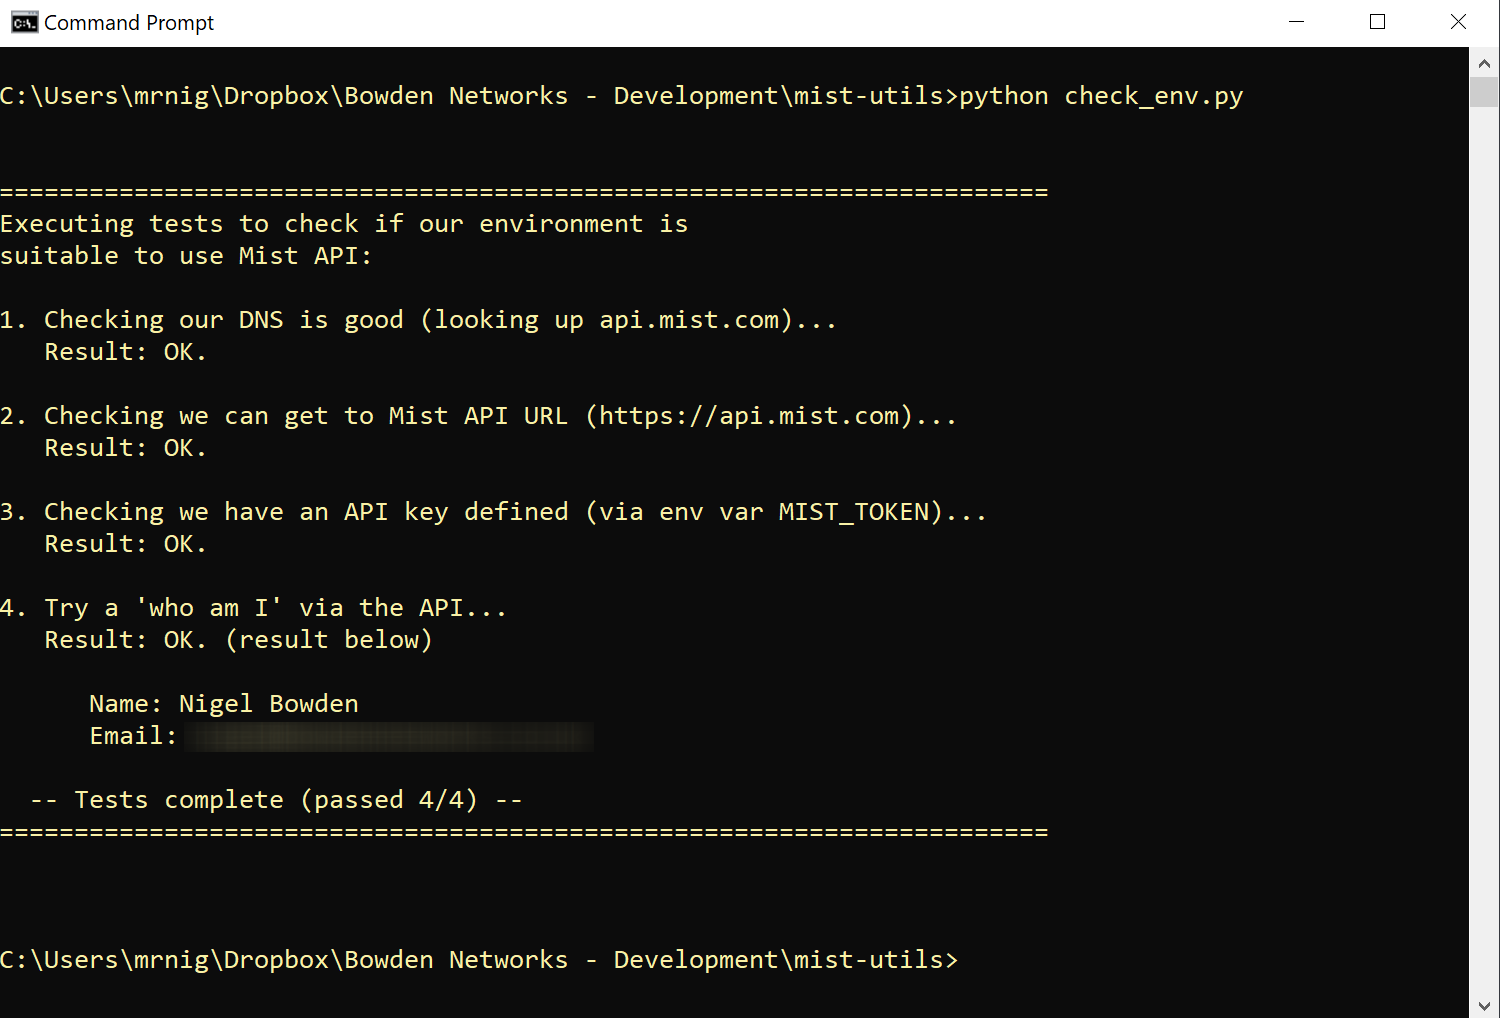 Command Prompt
C:\Users\mrnig\Dropbox\Bowden Networks - Development\mist-utils>python check_env.py
======================================================================
Executing tests to check if our environment is
suitable to use Mist API:
1. Checking our DNS is good (looking up api.mist.com)...
Result: OK.
2. Checking we can get to Mist API URL (https://api.mist.com)...
Result: OK.
3. Checking we have an API key defined (via env var MIST_TOKEN)...
Result: OK.
4. Try a 'who am I' via the API...
Result: OK. (result below)
Name: Nigel Bowden
Email:
-- Tests complete (passed 4/4) --
======================================================================
C:\Users\mrnig\Dropbox\Bowden Networks - Development\mist-utils>